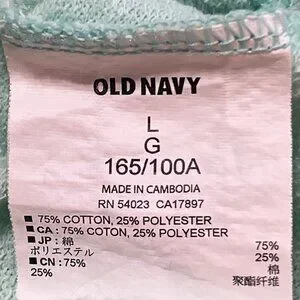 OLD NAVY
L
G
165/100A
MADE IN CAMBODIA
RN 54023 CA17897
■ 75% COTTON, 25% POLYESTER
■ CA : 75% COTON, 25% POLYESTER
■ JP : 綿 75%
ポリエステル 25%
■ CN : 75% 棉
25% 聚酯纤维